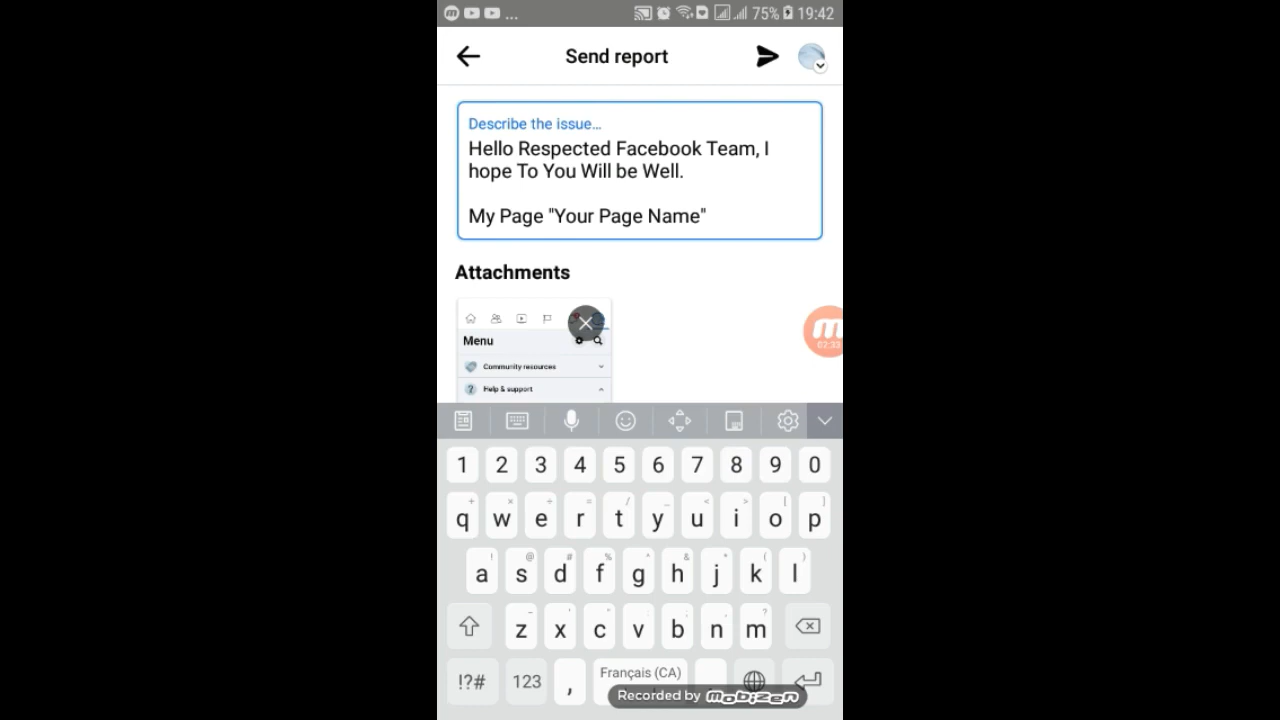 ... 75% 19:42
Send report
Describe the issue...
Hello Respected Facebook Team, I
hope To You Will be Well.
My Page "Your Page Name"
Attachments
Menu
Community resources
Help & support
02:33
1 2 3 4 5 6 7 8 9 0
q w e r t y u i o p
a s d f g h j k l
z x c v b n m
!?# 123 , Français (CA)
Recorded by mobizen